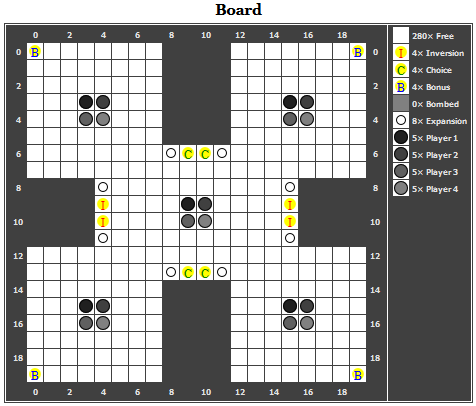 Board
0 2 4 6 8 10 12 14 16 18
B B
0 0
2 2
4 4
C C
6 6
8 8
I I
I I
10 10
12 12
C C
14 14
16 16
18 18
B B
0 2 4 6 8 10 12 14 16 18
280× Free
I 4× Inversion
C 4× Choice
B 4× Bonus
0× Bombed
8× Expansion
5× Player 1
5× Player 2
5× Player 3
5× Player 4